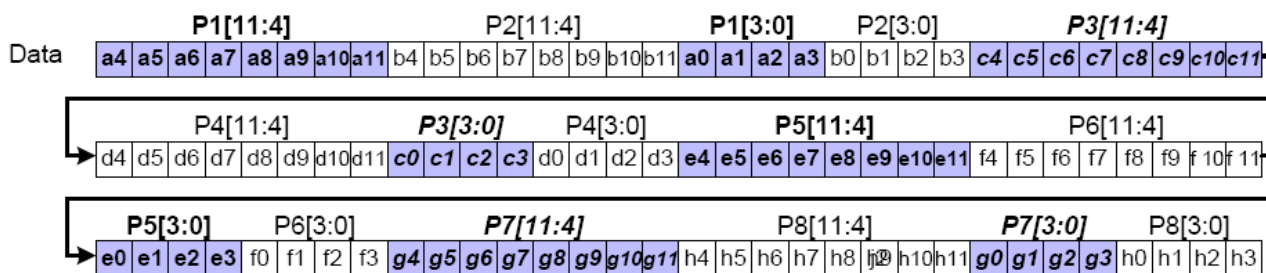 P1[11:4] P2[11:4] P1[3:0] P2[3:0] P3[11:4]
Data a4 a5 a6 a7 a8 a9 a10 a11 b4 b5 b6 b7 b8 b9 b10 b11 a0 a1 a2 a3 b0 b1 b2 b3 c4 c5 c6 c7 c8 c9 c10 c11
P4[11:4] P3[3:0] P4[3:0] P5[11:4] P6[11:4]
d4 d5 d6 d7 d8 d9 d10 d11 c0 c1 c2 c3 d0 d1 d2 d3 e4 e5 e6 e7 e8 e9 e10 e11 f4 f5 f6 f7 f8 f9 f 10 f 11
P5[3:0] P6[3:0] P7[11:4] P8[11:4] P7[3:0] P8[3:0]
e0 e1 e2 e3 f0 f1 f2 f3 g4 g5 g6 g7 g8 g9 g10 g11 h4 h5 h6 h7 h8 h10 h11 g0 g1 g2 g3 h0 h1 h2 h3